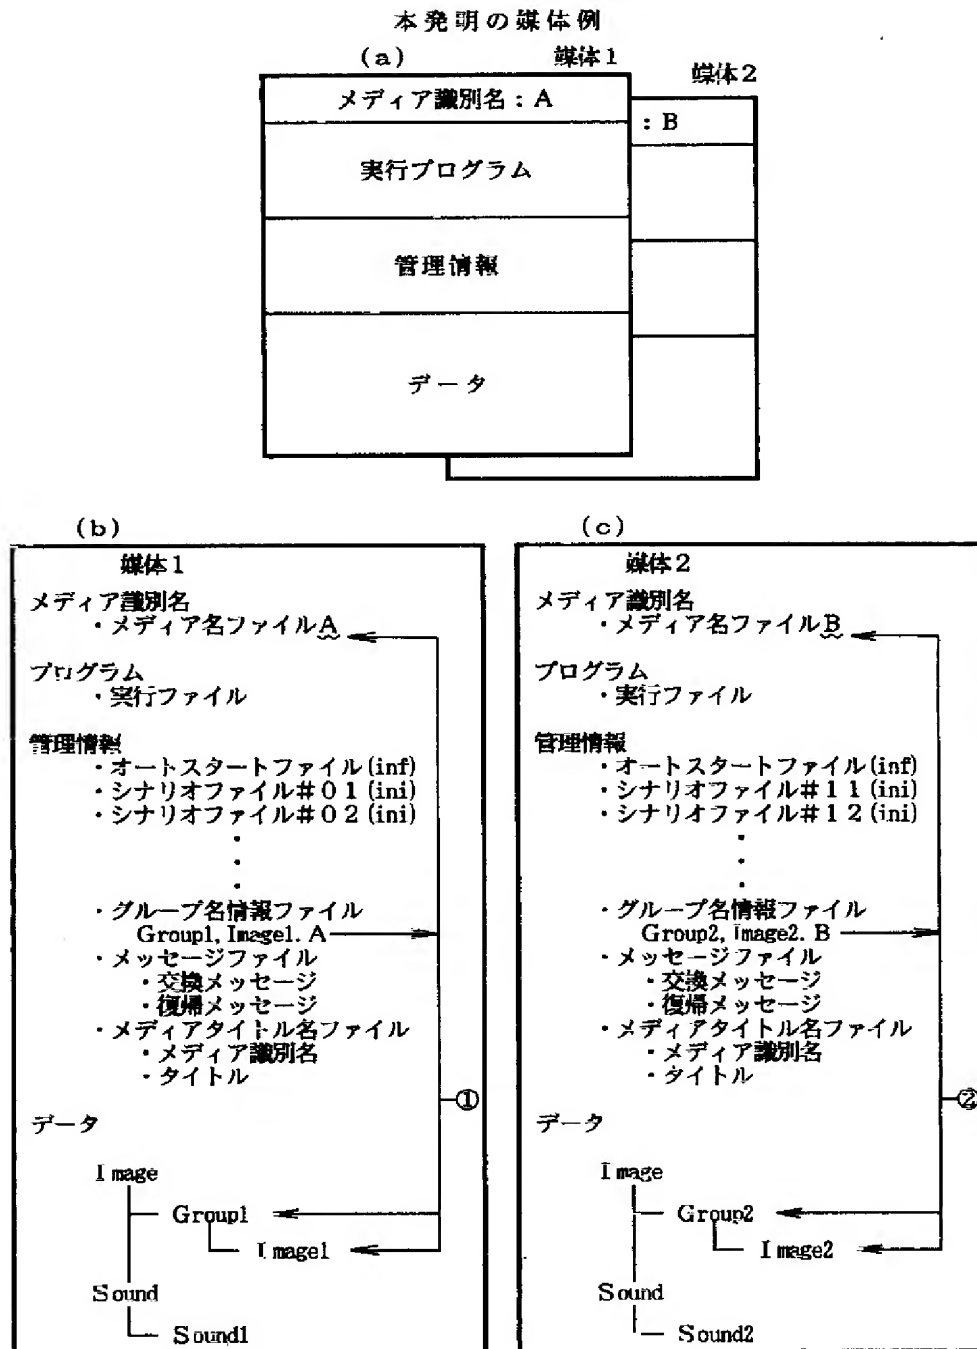 本発明の媒体例
(a)
媒体1
媒体2
メディア識別名：A
：B
実行プログラム
管理情報
データ
(b)
媒体1
メディア識別名
・メディア名ファイルA
プログラム
・実行ファイル
管理情報
・オートスタートファイル(inf)
・シナリオファイル＃01(ini)
・シナリオファイル＃02(ini)
・
・
・
・グループ名情報ファイル
Group1, Image1. A
・メッセージファイル
・交換メッセージ
・復帰メッセージ
・メディアタイトル名ファイル
・メディア識別名
・タイトル
①
データ
Image
Group1
Image1
Sound
Sound1
(c)
媒体2
メディア識別名
・メディア名ファイルB
プログラム
・実行ファイル
管理情報
・オートスタートファイル(inf)
・シナリオファイル＃11(ini)
・シナリオファイル＃12(ini)
・
・
・
・グループ名情報ファイル
Group2, Image2. B
・メッセージファイル
・交換メッセージ
・復帰メッセージ
・メディアタイトル名ファイル
・メディア識別名
・タイトル
②
データ
Image
Group2
Image2
Sound
Sound2